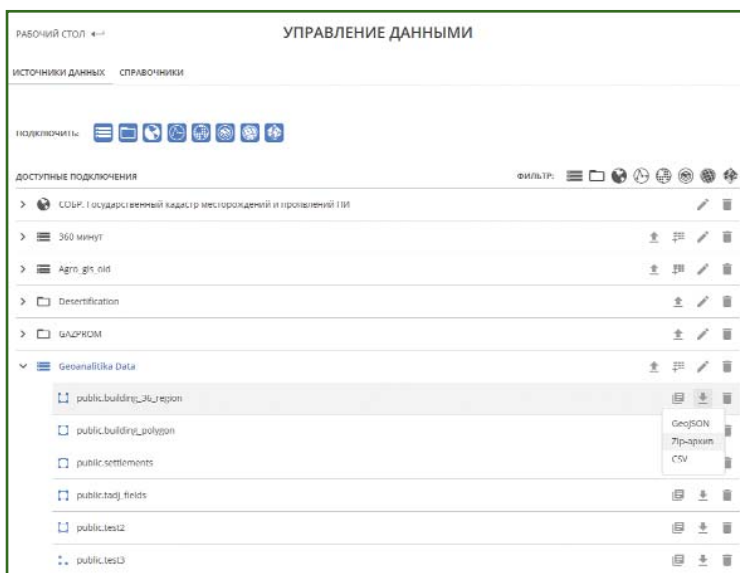 РАБОЧИЙ СТОЛ
УПРАВЛЕНИЕ ДАННЫМИ
ИСТОЧНИКИ ДАННЫХ СПРАВОЧНИКИ
ПОДКЛЮЧИТЬ:
ДОСТУПНЫЕ ПОДКЛЮЧЕНИЯ ФИЛЬТР:
СОБР. Государственный кадастр месторождений и проявлений ПИ
360 минут
Agro_gis_old
Desertification
GAZPROM
Geoanalitika Data
public.building_36_region
GeoJSON
public.building_polygon
Zip-архив
public.settlements
CSV
public.tadj_fields
public.test2
public.test3